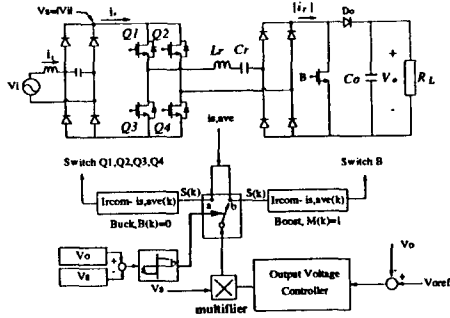 Vs=|Vi|
is
Q1
Q2
|ir|
Do
ii
Lr
Cr
+
Vi
B
Co
Vo
RL
-
Q3
Q4
is,ave
Switch Q1,Q2,Q3,Q4
Switch B
Ircom- is,ave(k)
S(k)
a
b
S(k)
Ircom- is,ave(k)
Buck,B(k)=0
Boost, M(k)=1
Vo
Vs
+
-
Vs
multiflier
Output Voltage
Controller
Vo
+
-
Voref